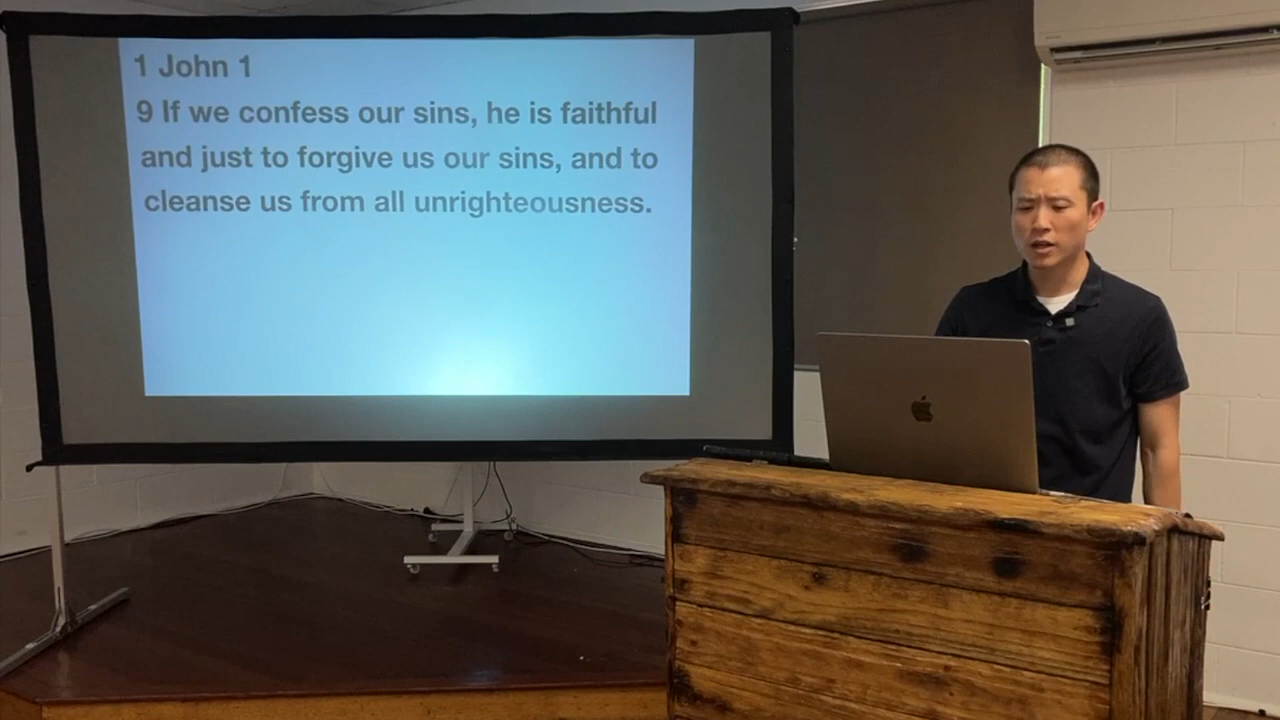 1 John 1
9 If we confess our sins, he is faithful
and just to forgive us our sins, and to
cleanse us from all unrighteousness.